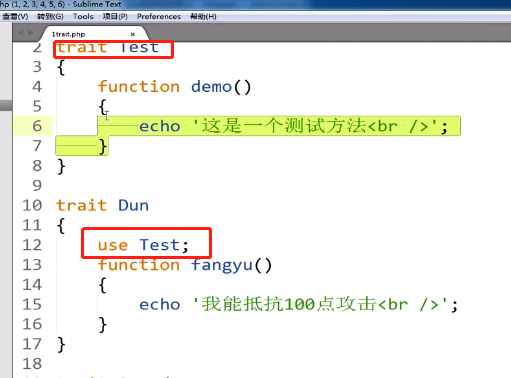 hp (1, 2, 3, 4, 5, 6) - Sublime Text
查看(V) 转到(G) Tools 项目(P) Preferences 帮助(H)
1trait.php ×
2 trait Test
3 {
4 function demo()
5 {
6 echo '这是一个测试方法<br />';
7 }
8 }
9
10 trait Dun
11 {
12 use Test;
13 function fangyu()
14 {
15 echo '我能抵抗100点攻击<br />';
16 }
17 }
18